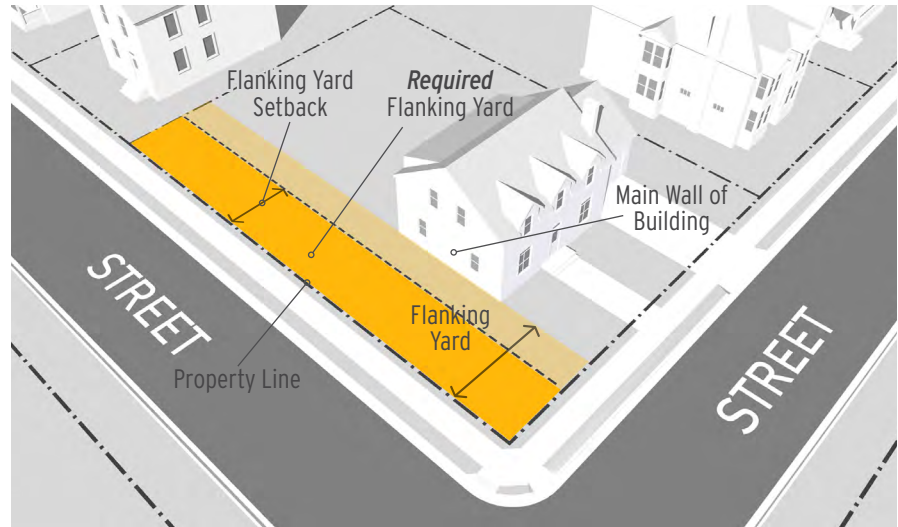 Flanking Yard
Setback
Required
Flanking Yard
Main Wall of
Building
Flanking
Yard
Property Line
STREET
STREET